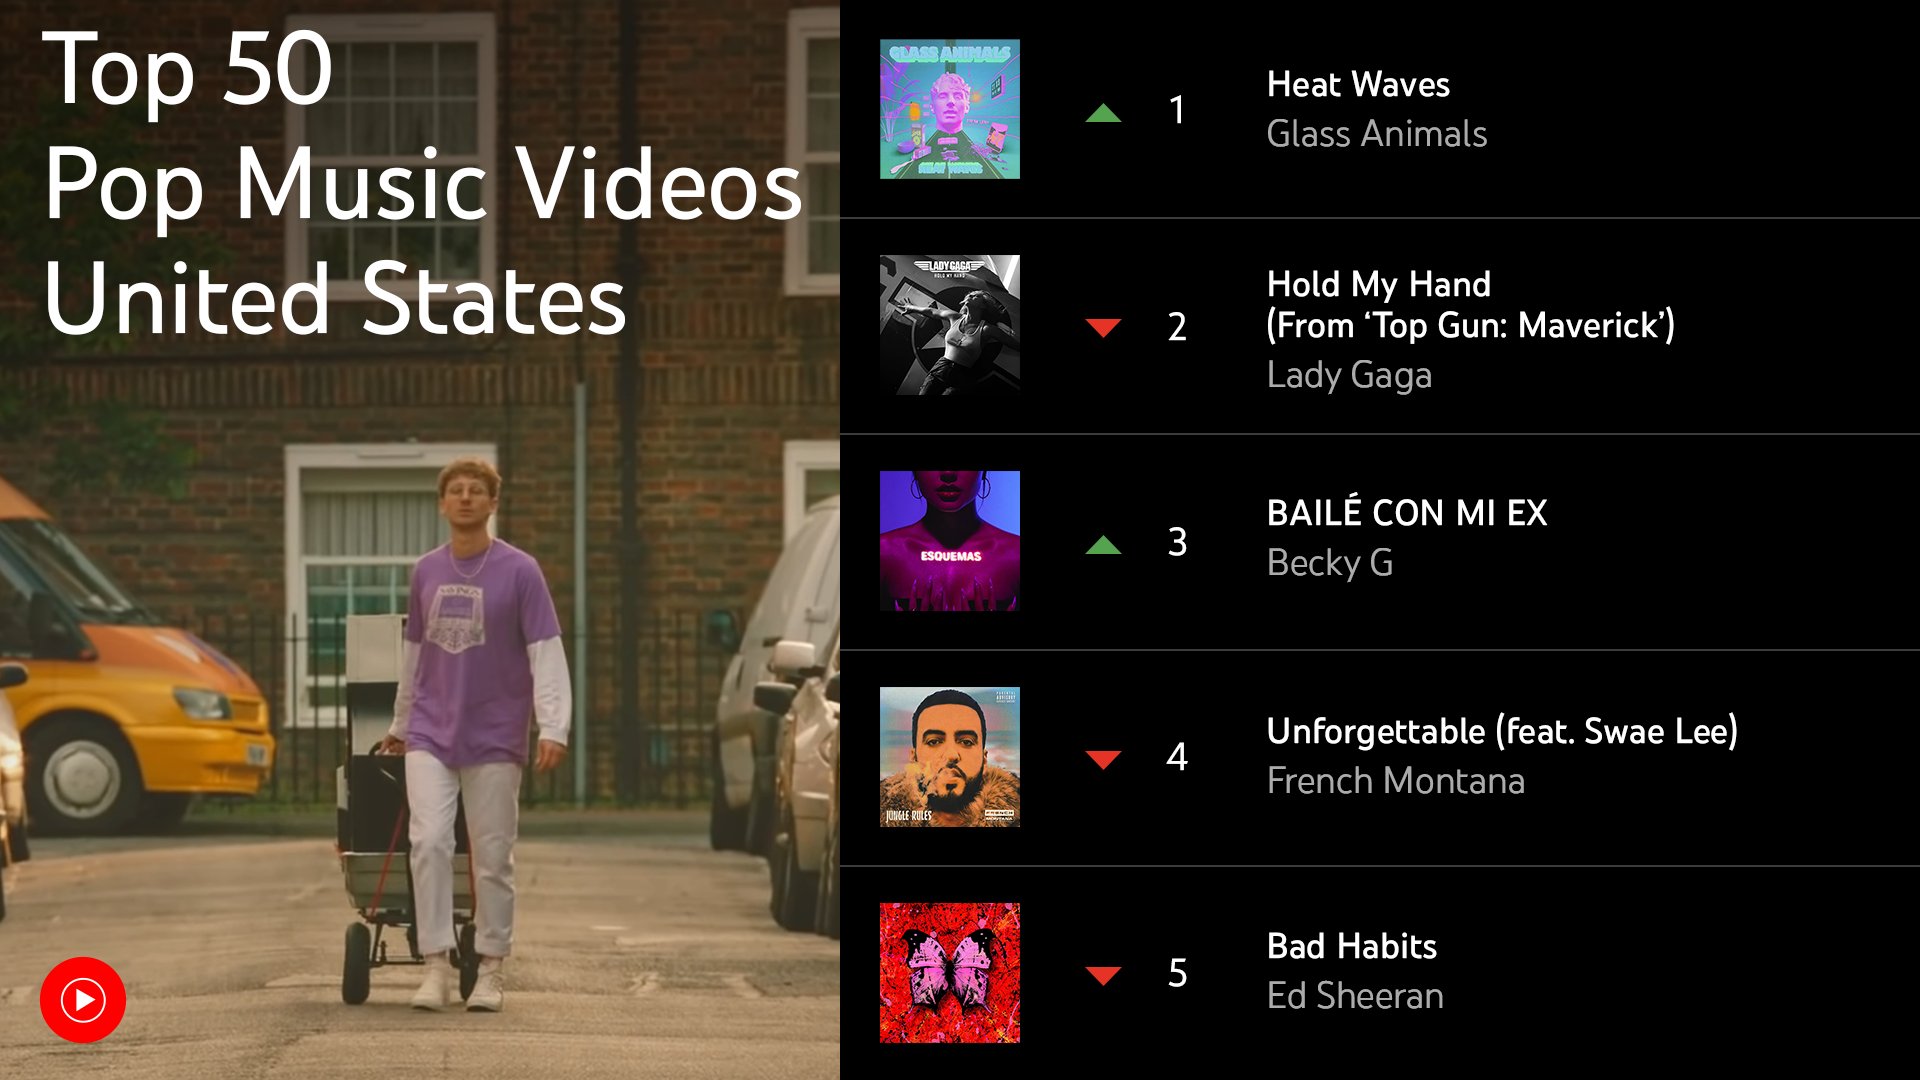 Top 50
Pop Music Videos
United States
GLASS ANIMALS
HEAT WAVES
1
Heat Waves
Glass Animals
LADY GAGA
HOLD MY HAND
2
Hold My Hand
(From ‘Top Gun: Maverick’)
Lady Gaga
ESQUEMAS
3
BAILÉ CON MI EX
Becky G
PARENTAL
ADVISORY
JUNGLE RULES
FRENCH
MONTANA
4
Unforgettable (feat. Swae Lee)
French Montana
5
Bad Habits
Ed Sheeran